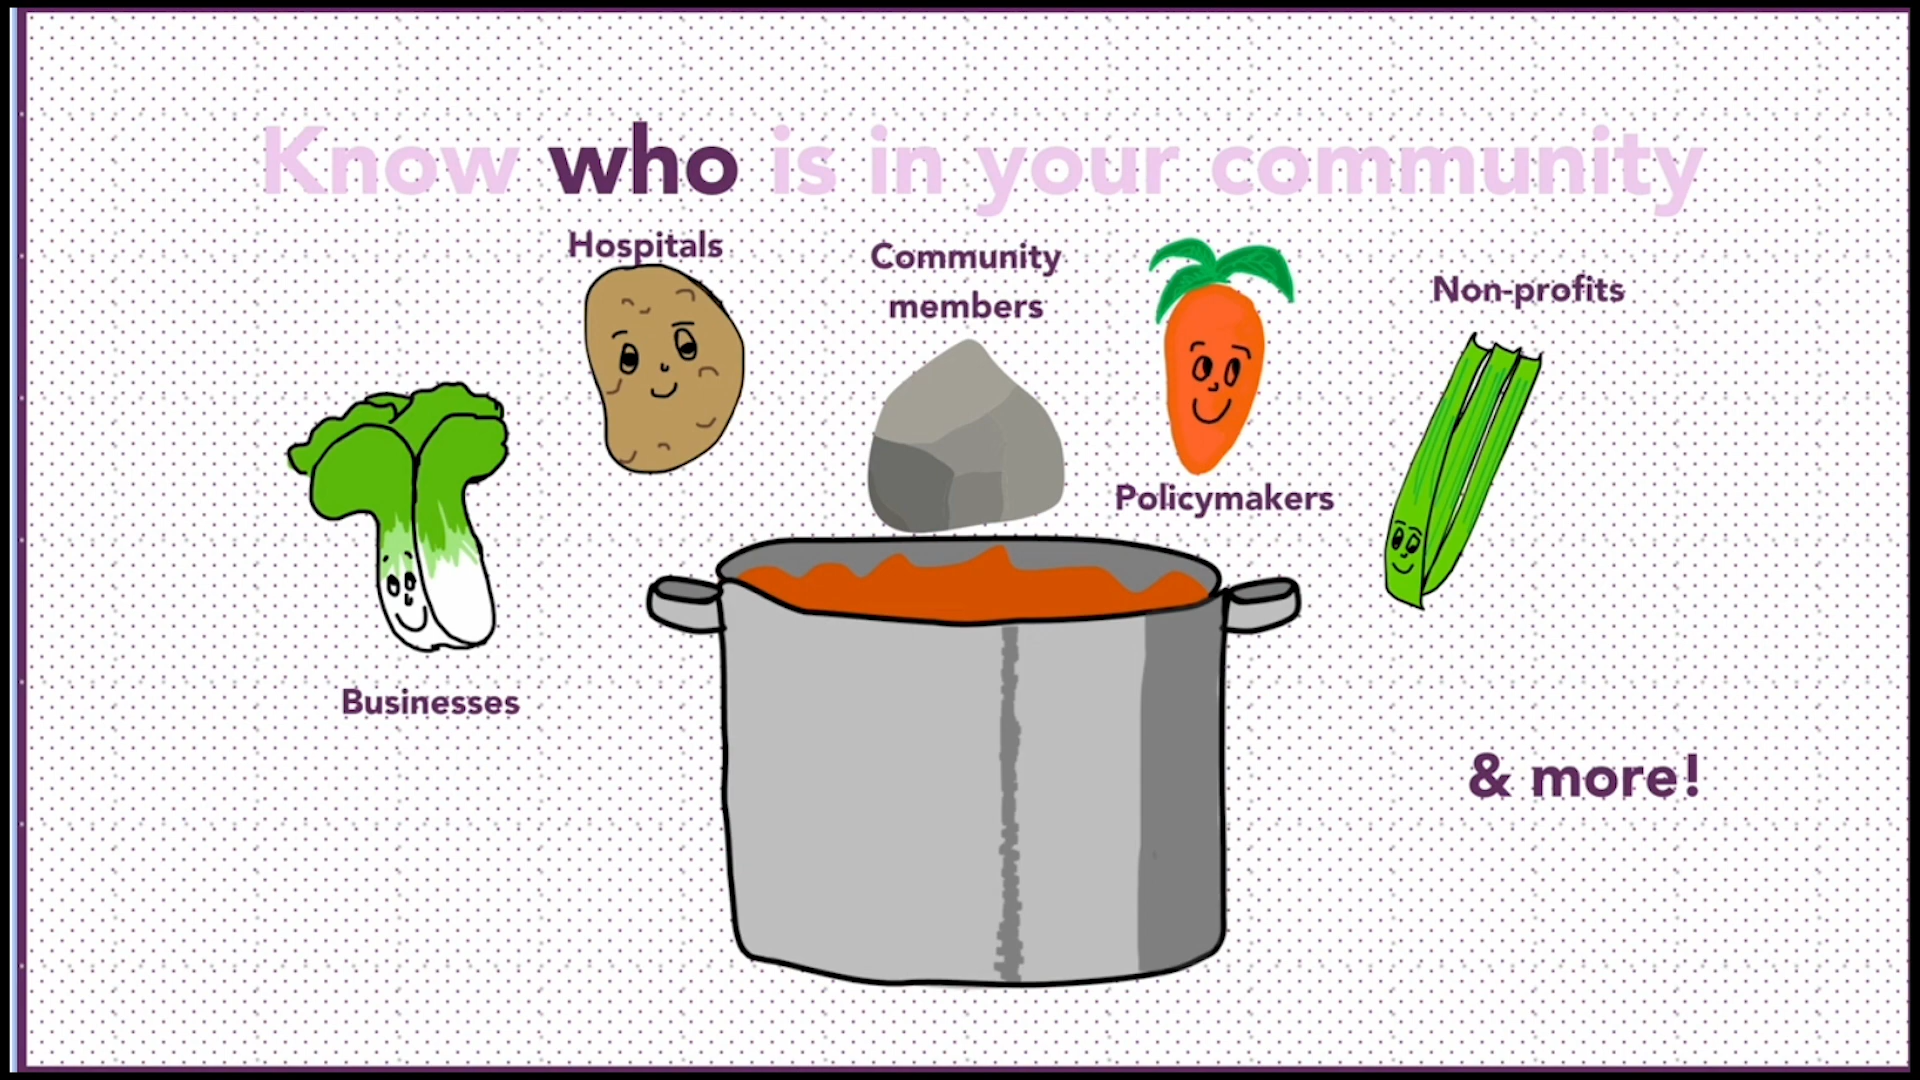 Know who is in your community
Hospitals
Community
members
Non-profits
Policymakers
Businesses
& more!